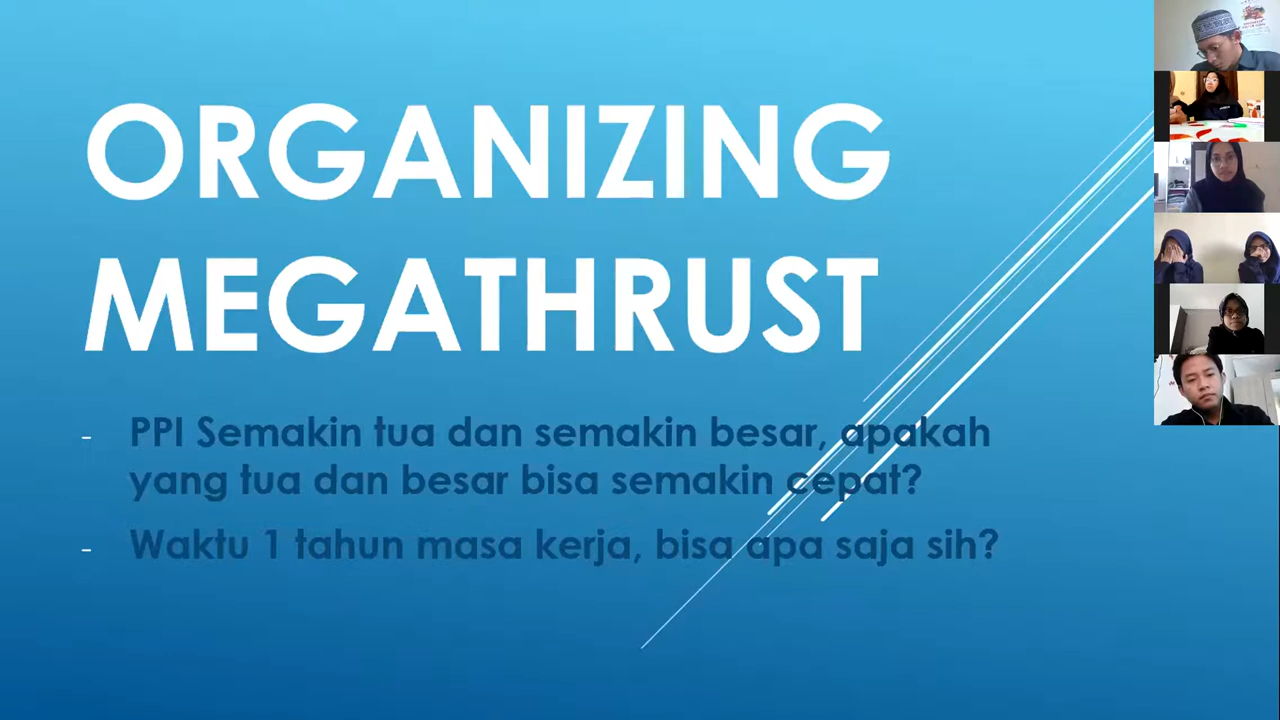 ORGANIZING
MEGATHRUST
- PPI Semakin tua dan semakin besar, apakah
yang tua dan besar bisa semakin cepat?
- Waktu 1 tahun masa kerja, bisa apa saja sih?